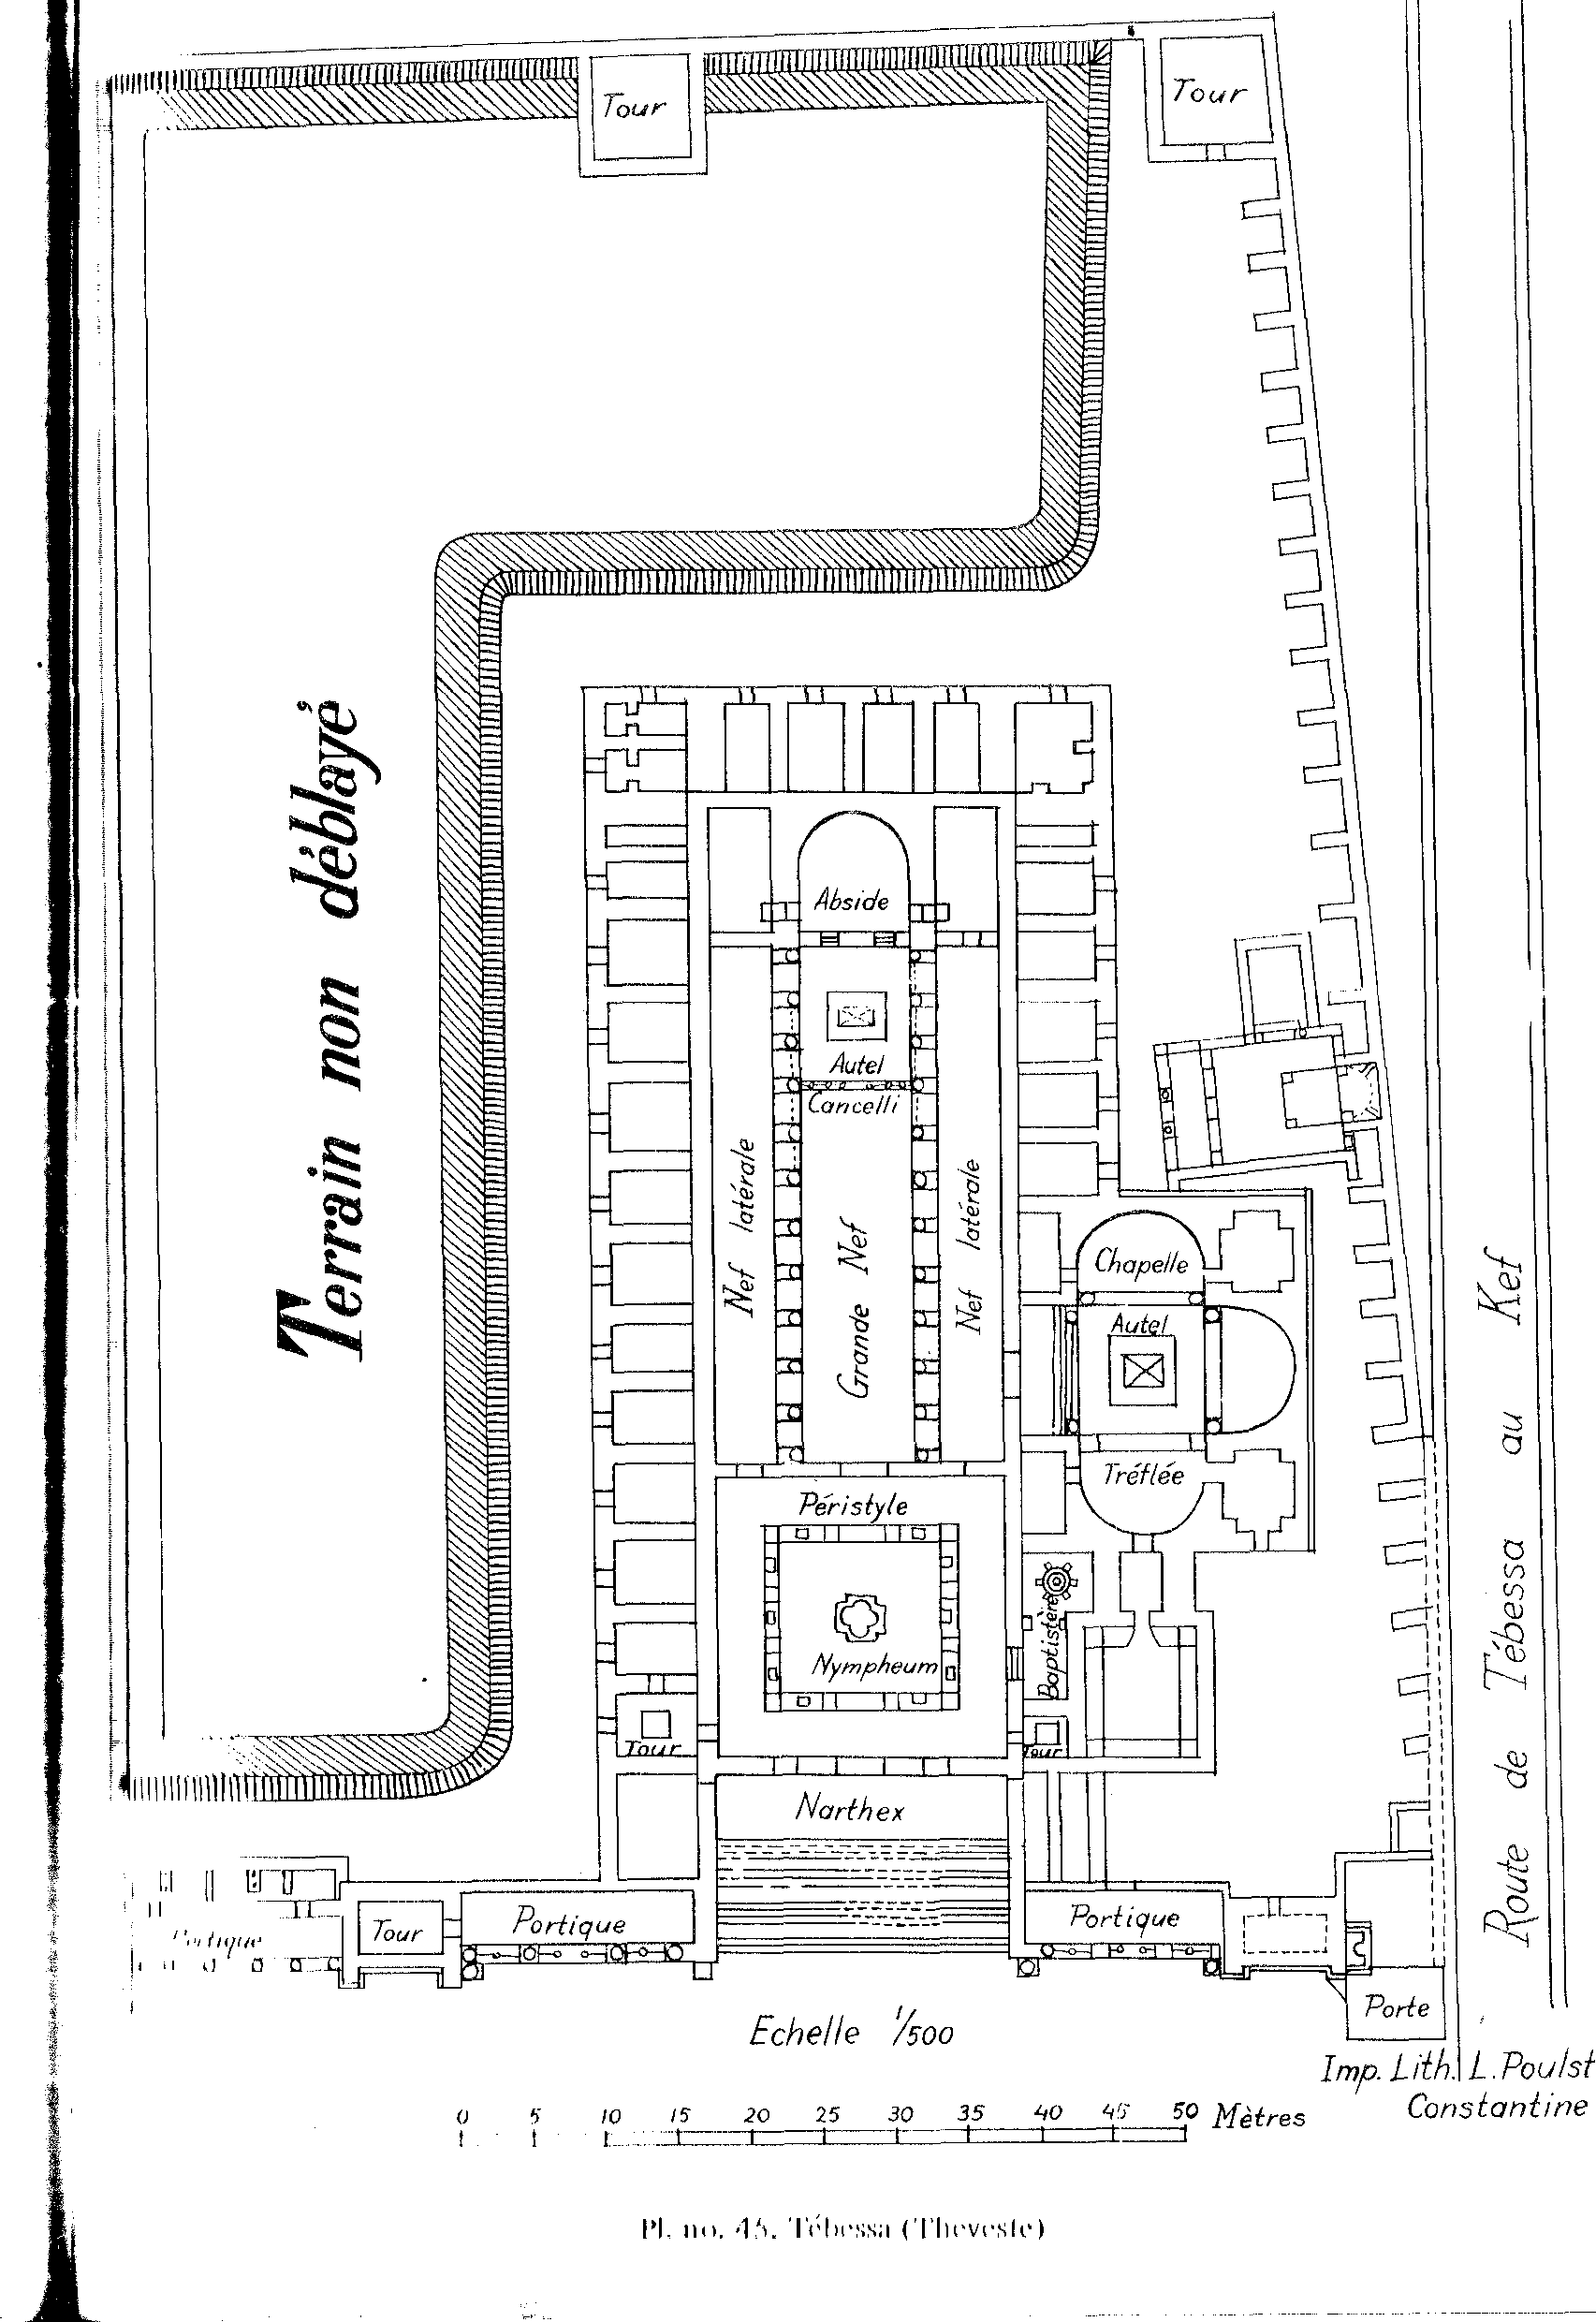 Tour
Tour
Terrain non déblayé
Abside
Autel
Cancelli
Nef latérale
Grande Nef
Nef latérale
Chapelle
Autel
Tréflée
Péristyle
Nympheum
Baptistère
Tour
Tour
Narthex
Portique
Tour
Portique
Portique
Porte
Route de Tébessa au Kef
Echelle 1/500
Imp. Lith. L. Poulst
Constantine
0 5 10 15 20 25 30 35 40 45 50 Mètres
Pl. no. 45. Tébessa (Theveste)